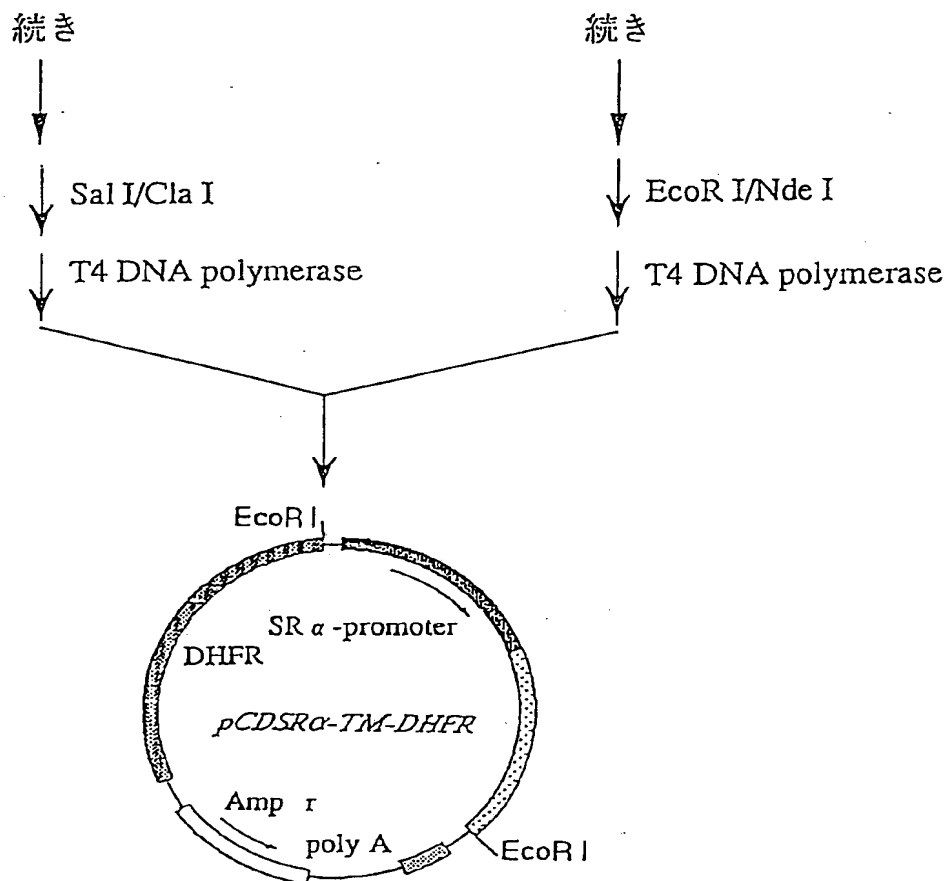 続き
続き
Sal I/Cla I
EcoR I/Nde I
T4 DNA polymerase
T4 DNA polymerase
EcoR I
SR α-promoter
DHFR
pCDSRα-TM-DHFR
Amp r
poly A
EcoR I